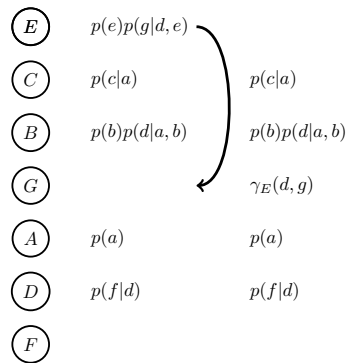 E p(e)p(g|d, e)
C p(c|a) p(c|a)
B p(b)p(d|a, b) p(b)p(d|a, b)
G γ_E(d, g)
A p(a) p(a)
D p(f|d) p(f|d)
F